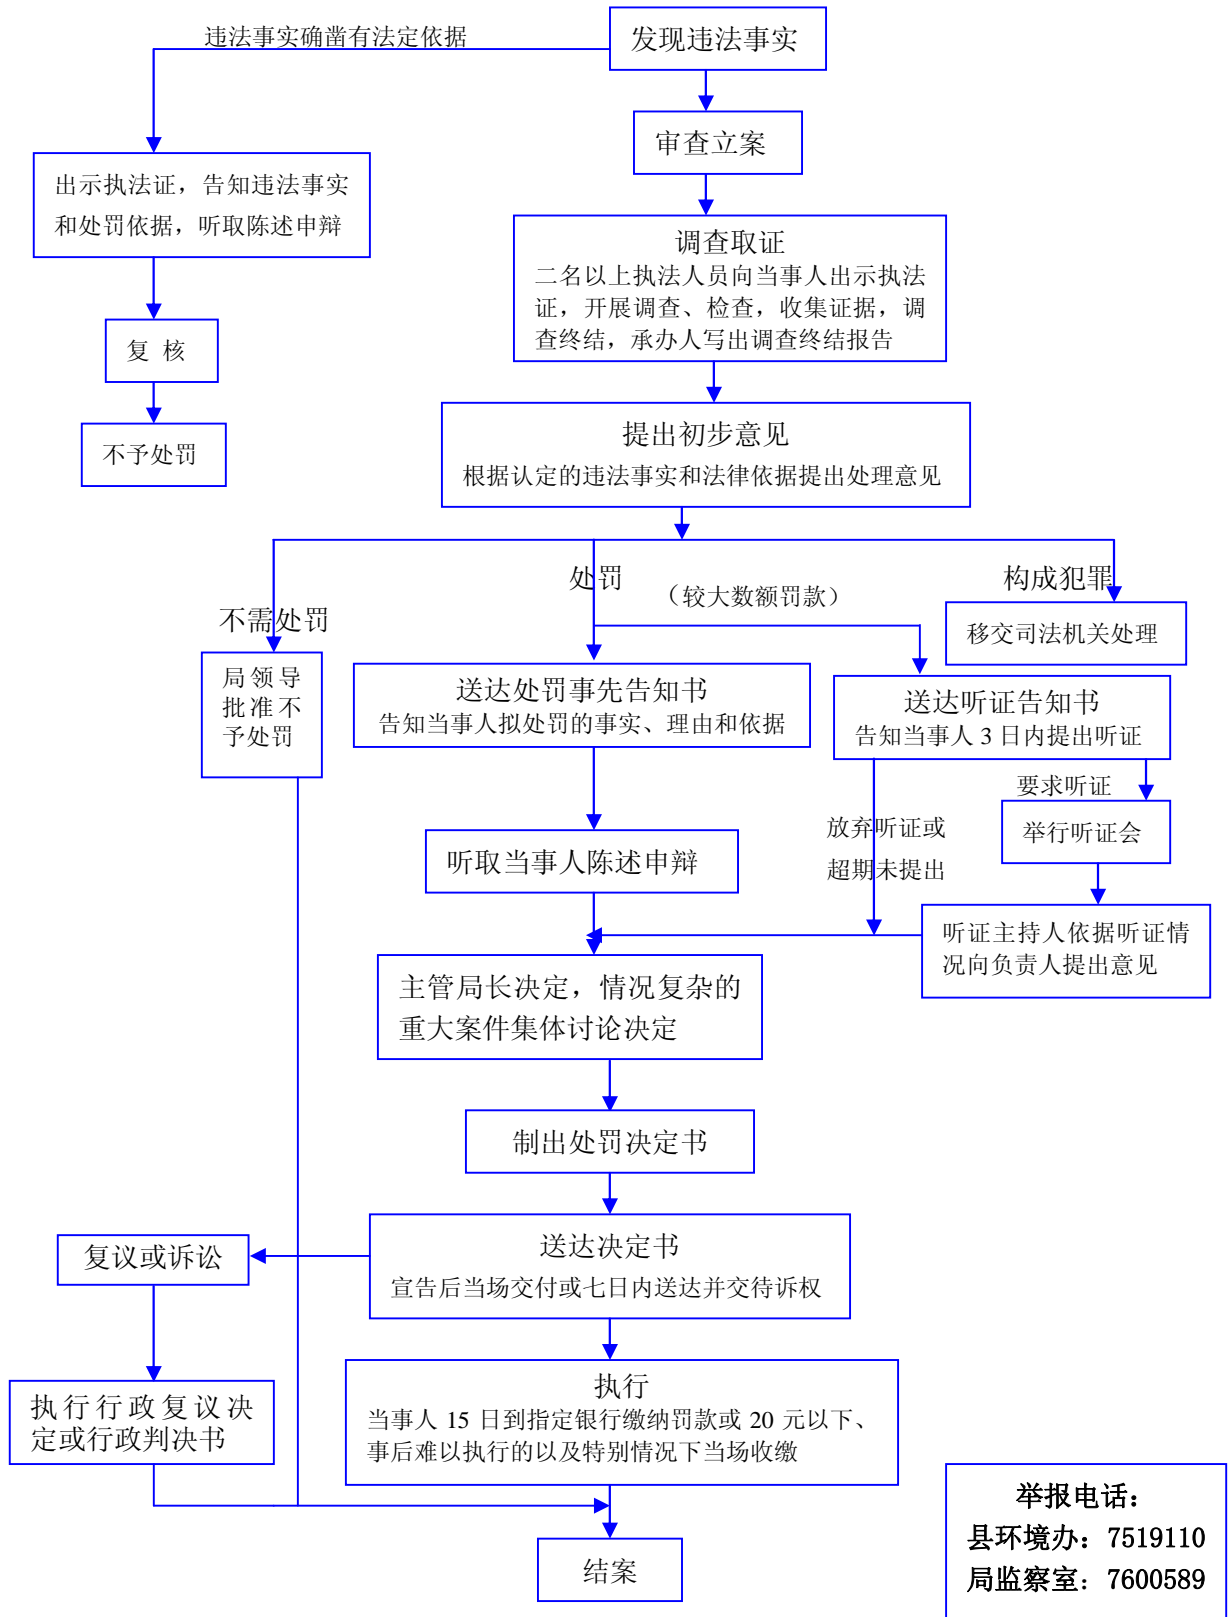 违法事实确凿有法定依据
发现违法事实
审查立案
出示执法证，告知违法事实
和处罚依据，听取陈述申辩
调查取证
二名以上执法人员向当事人出示执法
证，开展调查、检查，收集证据，调
查终结，承办人写出调查终结报告
复 核
不予处罚
提出初步意见
根据认定的违法事实和法律依据提出处理意见
处罚
构成犯罪
（较大数额罚款）
不需处罚
移交司法机关处理
局领导
批准不
予处罚
送达处罚事先告知书
告知当事人拟处罚的事实、理由和依据
送达听证告知书
告知当事人 3 日内提出听证
要求听证
放弃听证或
超期未提出
举行听证会
听取当事人陈述申辩
听证主持人依据听证情
况向负责人提出意见
主管局长决定，情况复杂的
重大案件集体讨论决定
制出处罚决定书
送达决定书
宣告后当场交付或七日内送达并交待诉权
复议或诉讼
执行行政复议决
定或行政判决书
执行
当事人 15 日到指定银行缴纳罚款或 20 元以下、
事后难以执行的以及特别情况下当场收缴
结案
举报电话：
县环境办：7519110
局监察室：7600589